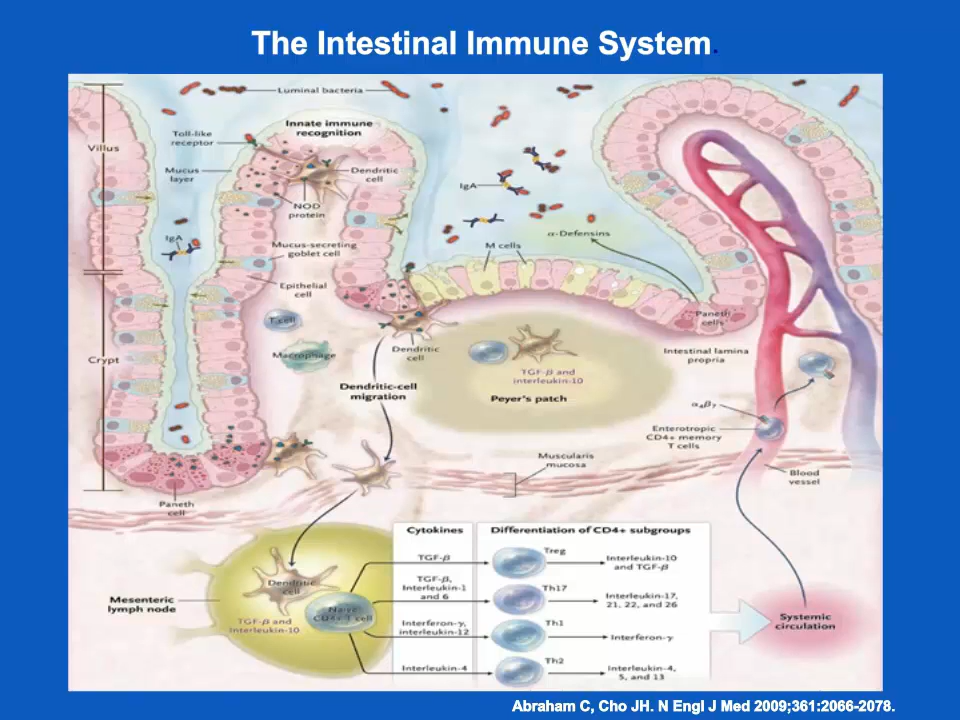 The Intestinal Immune System.
Luminal bacteria
Innate immune
recognition
Toll-like
receptor
Villus
Mucus
layer
Dendritic
cell
IgA
NOD
protein
α-Defensins
IgA
M cells
Mucus-secreting
goblet cell
Epithelial
cell
T cell
Paneth
cells
Macrophage
Dendritic
cell
Intestinal lamina
propria
Crypt
TGF-β and
interleukin-10
Dendritic-cell
migration
Peyer's patch
α₄β₇
Enterotropic
CD4+ memory
T cells
Muscularis
mucosa
Blood
vessel
Paneth
cell
Cytokines
Differentiation of CD4+ subgroups
TGF-β
Treg
Interleukin-10
and TGF-β
Dendritic
cell
TGF-β,
Interleukin-1
and 6
Th17
Interleukin-17,
21, 22, and 26
Mesenteric
lymph node
Naive
CD4+ T cell
TGF-β and
Interleukin-10
Interferon-γ,
interleukin-12
Th1
Interferon-γ
Systemic
circulation
Interleukin-4
Th2
Interleukin-4,
5, and 13
Abraham C, Cho JH. N Engl J Med 2009;361:2066-2078.